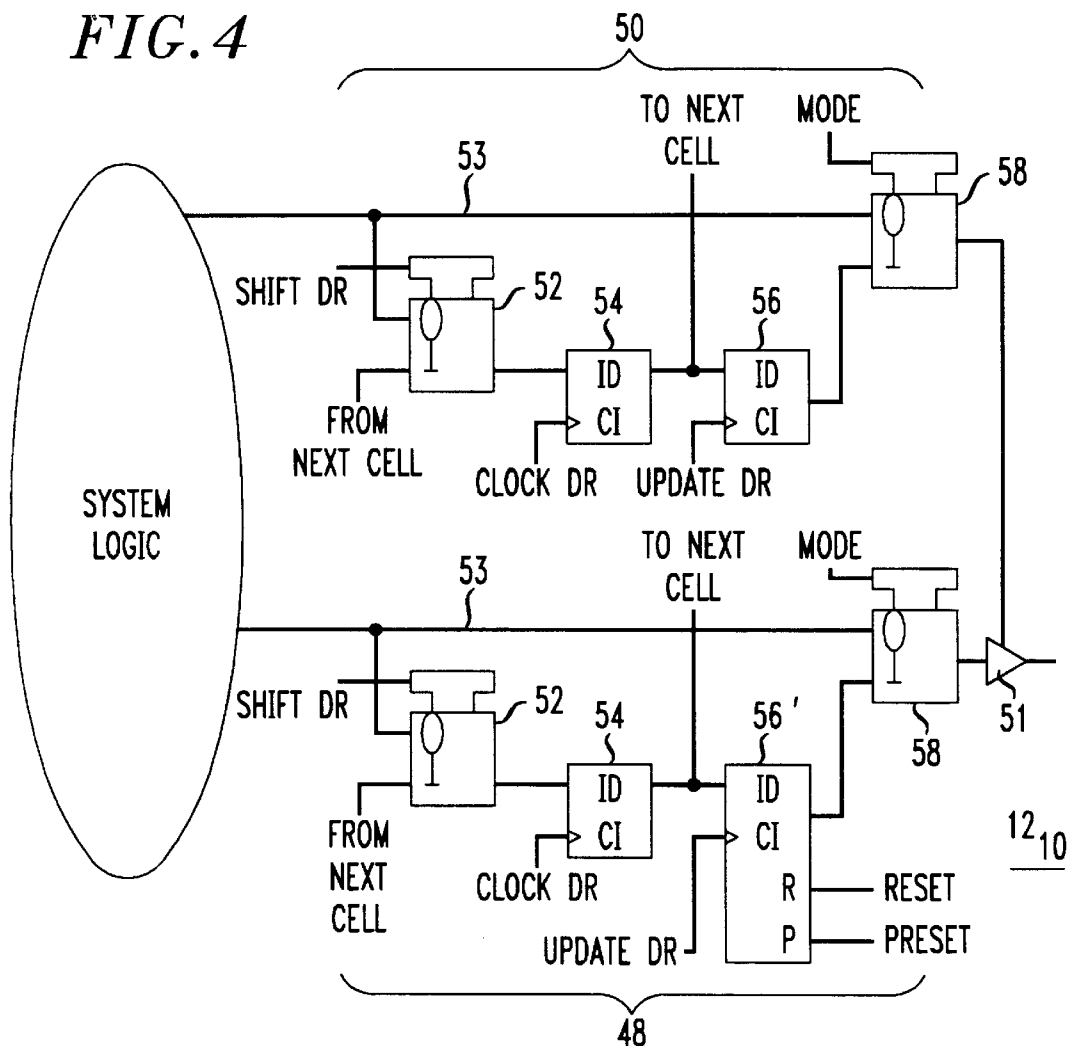 FIG. 4
50
TO NEXT
CELL
MODE
53
58
SHIFT DR
52
54
56
ID
CI
ID
CI
FROM
NEXT CELL
CLOCK DR
UPDATE DR
SYSTEM
LOGIC
TO NEXT
CELL
MODE
53
SHIFT DR
52
54
56'
58
51
ID
CI
ID
CI
R
P
FROM
NEXT
CELL
CLOCK DR
UPDATE DR
RESET
PRESET
12 10
48